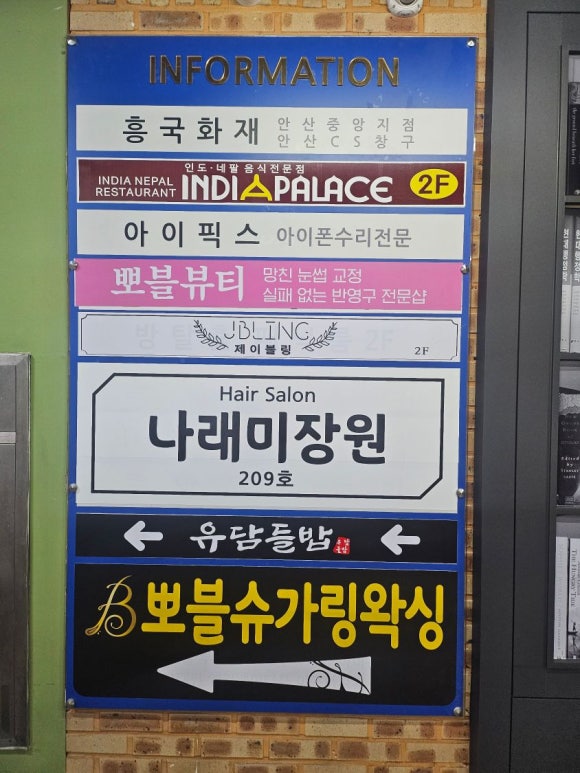 INFORMATION
흥국화재 안산중앙지점
안산CS창구
인도·네팔 음식전문점
INDIA NEPAL
RESTAURANT INDIA PALACE 2F
아이픽스 아이폰수리전문
뽀블뷰티 망친 눈썹 교정
실패 없는 반영구 전문샵
JBLING
제이블링 2F
Hair Salon
나래미장원
209호
유담들밥
B 뽀블슈가링왁싱